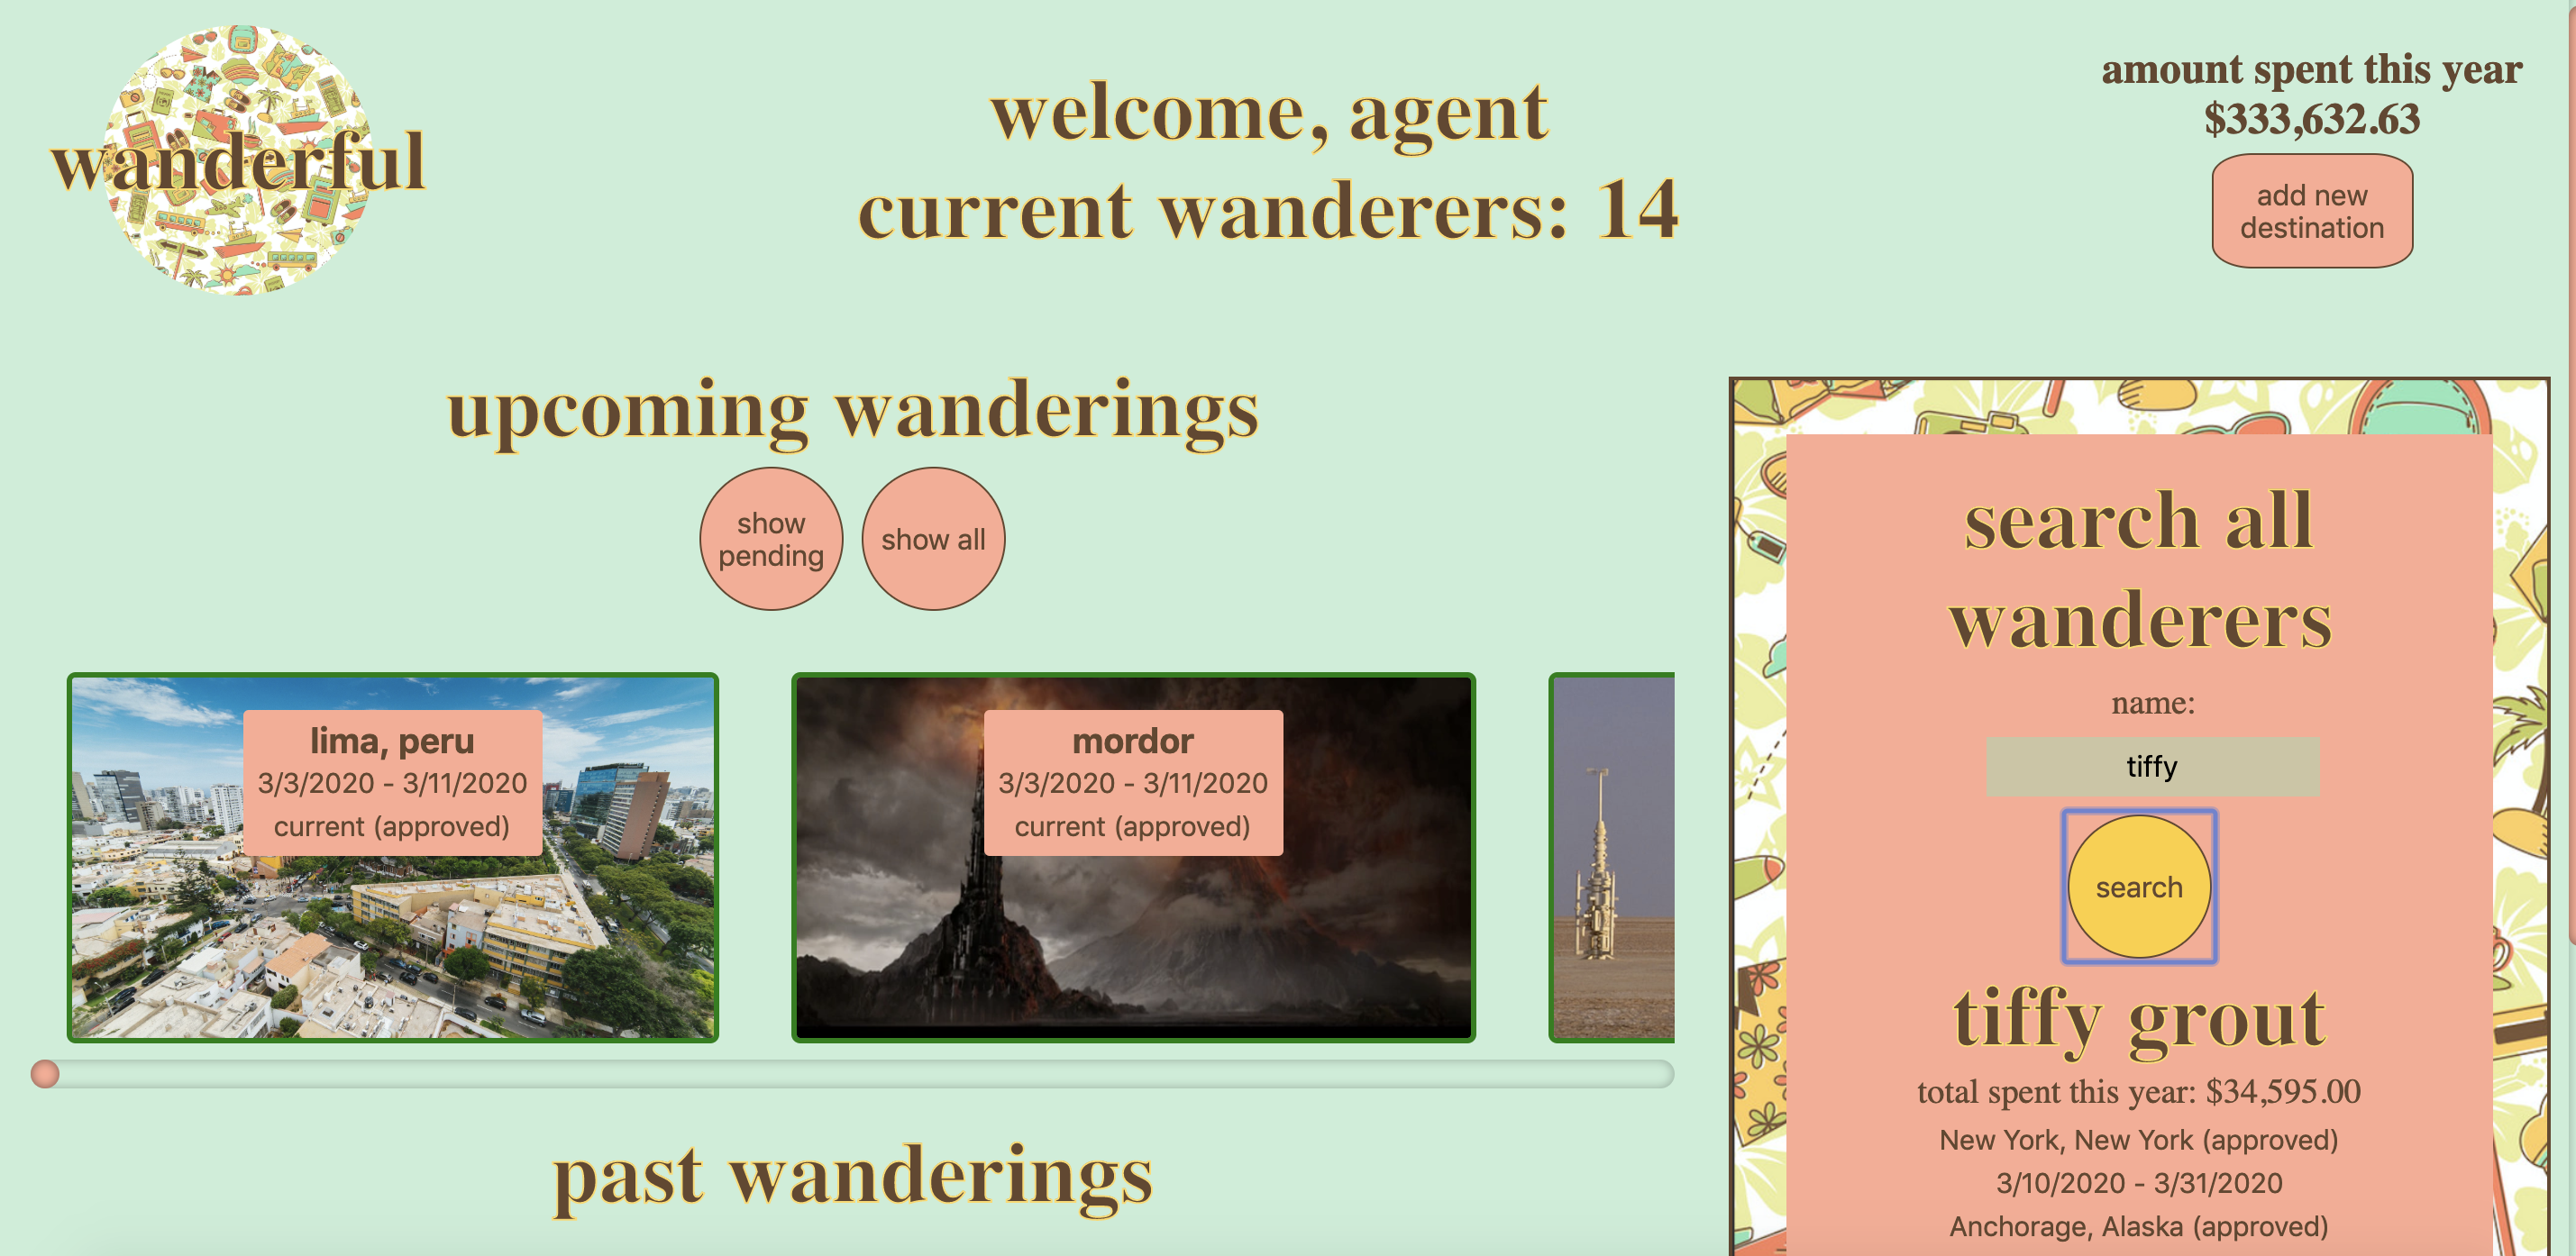 wanderful
welcome, agent
current wanderers: 14
amount spent this year
$333,632.63
add new
destination
upcoming wanderings
show
pending
show all
lima, peru
3/3/2020 - 3/11/2020
current (approved)
mordor
3/3/2020 - 3/11/2020
current (approved)
past wanderings
search all
wanderers
name:
tiffy
search
tiffy grout
total spent this year: $34,595.00
New York, New York (approved)
3/10/2020 - 3/31/2020
Anchorage, Alaska (approved)